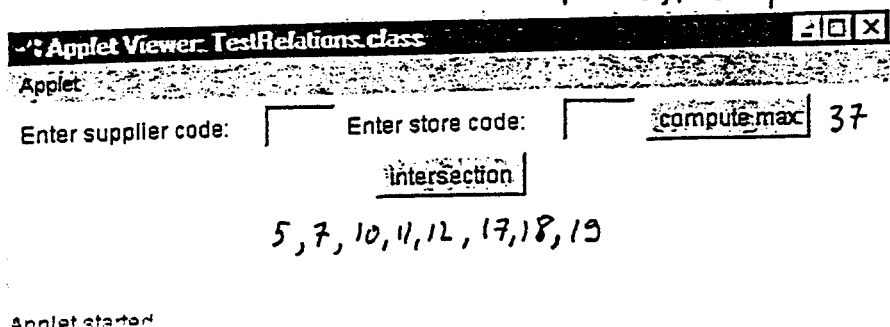 Applet Viewer: TestRelations.class
Applet
Enter supplier code: Enter store code: compute max 37
intersection
5, 7, 10, 11, 12, 17, 18, 19
Applet started